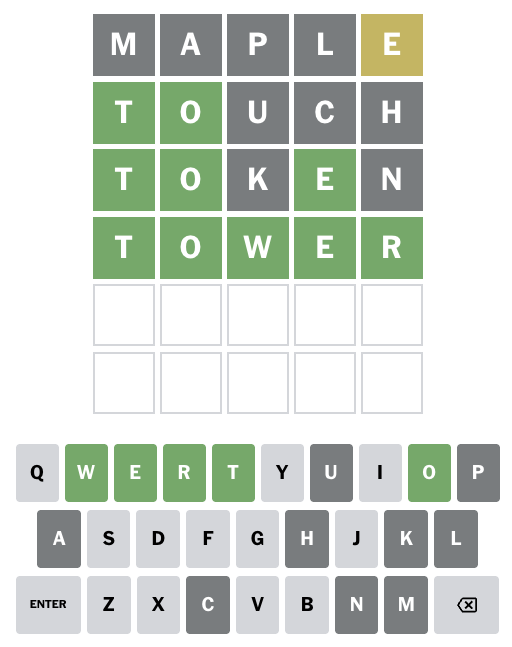 M A P L E
T O U C H
T O K E N
T O W E R
Q W E R T Y U I O P
A S D F G H J K L
ENTER Z X C V B N M